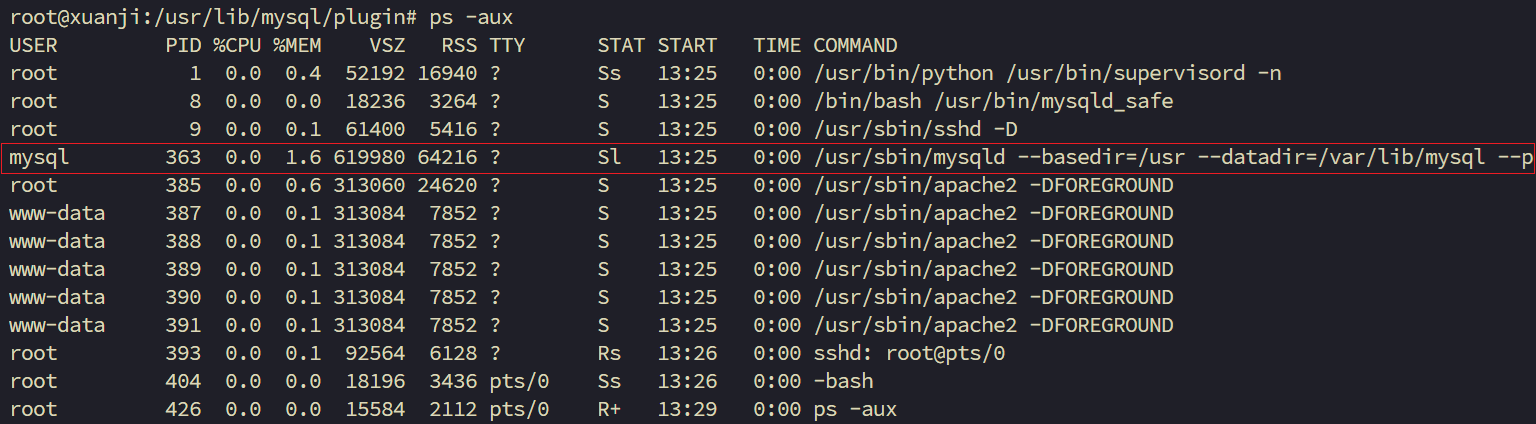 root@xuanji:/usr/lib/mysql/plugin# ps -aux
USER         PID %CPU %MEM    VSZ   RSS TTY      STAT START   TIME COMMAND
root           1  0.0  0.4  52192 16940 ?        Ss   13:25   0:00 /usr/bin/python /usr/bin/supervisord -n
root           8  0.0  0.0  18236  3264 ?        S    13:25   0:00 /bin/bash /usr/bin/mysqld_safe
root           9  0.0  0.1  61400  5416 ?        S    13:25   0:00 /usr/sbin/sshd -D
mysql        363  0.0  1.6 619980 64216 ?        Sl   13:25   0:00 /usr/sbin/mysqld --basedir=/usr --datadir=/var/lib/mysql --p
root         385  0.0  0.6 313060 24620 ?        S    13:25   0:00 /usr/sbin/apache2 -DFOREGROUND
www-data     387  0.0  0.1 313084  7852 ?        S    13:25   0:00 /usr/sbin/apache2 -DFOREGROUND
www-data     388  0.0  0.1 313084  7852 ?        S    13:25   0:00 /usr/sbin/apache2 -DFOREGROUND
www-data     389  0.0  0.1 313084  7852 ?        S    13:25   0:00 /usr/sbin/apache2 -DFOREGROUND
www-data     390  0.0  0.1 313084  7852 ?        S    13:25   0:00 /usr/sbin/apache2 -DFOREGROUND
www-data     391  0.0  0.1 313084  7852 ?        S    13:25   0:00 /usr/sbin/apache2 -DFOREGROUND
root         393  0.0  0.1  92564  6128 ?        Rs   13:26   0:00 sshd: root@pts/0
root         404  0.0  0.0  18196  3436 pts/0    Ss   13:26   0:00 -bash
root         426  0.0  0.0  15584  2112 pts/0    R+   13:29   0:00 ps -aux